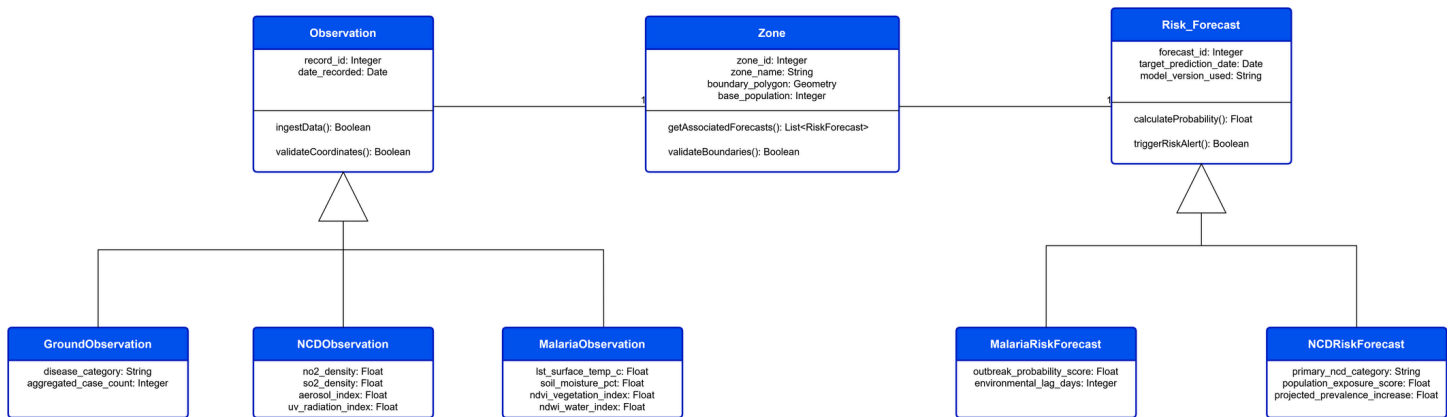 Observation
record_id: Integer
date_recorded: Date
ingestData(): Boolean
validateCoordinates(): Boolean
1
Zone
zone_id: Integer
zone_name: String
boundary_polygon: Geometry
base_population: Integer
getAssociatedForecasts(): List<RiskForecast>
validateBoundaries(): Boolean
1
Risk_Forecast
forecast_id: Integer
target_prediction_date: Date
model_version_used: String
calculateProbability(): Float
triggerRiskAlert(): Boolean
GroundObservation
disease_category: String
aggregated_case_count: Integer
NCDObservation
no2_density: Float
so2_density: Float
aerosol_index: Float
uv_radiation_index: Float
MalariaObservation
lst_surface_temp_c: Float
soil_moisture_pct: Float
ndvi_vegetation_index: Float
ndwi_water_index: Float
MalariaRiskForecast
outbreak_probability_score: Float
environmental_lag_days: Integer
NCDRiskForecast
primary_ncd_category: String
population_exposure_score: Float
projected_prevalence_increase: Float